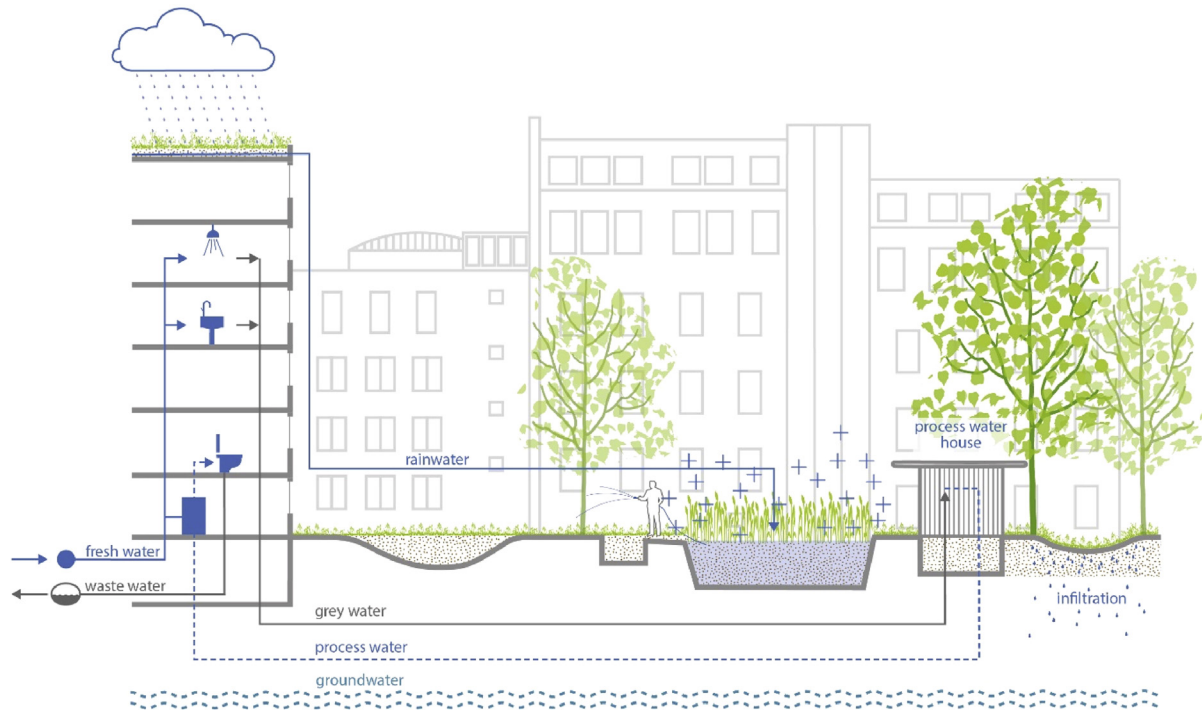 rainwater
process water
house
fresh water
waste water
infiltration
grey water
process water
groundwater